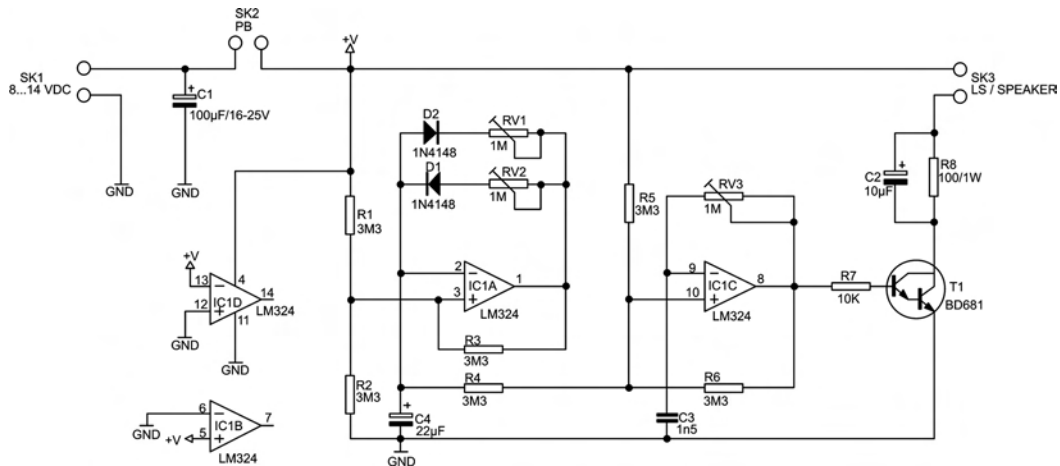 SK2
PB
+V
SK1
8...14 VDC
C1
100µF/16-25V
GND
GND
SK3
LS / SPEAKER
D2
1N4148
RV1
1M
D1
1N4148
RV2
1M
R1
3M3
R5
3M3
RV3
1M
C2
10µF
R8
100/1W
+V
13
12
4
11
14
IC1D
LM324
GND
GND
2
3
1
IC1A
LM324
9
10
8
IC1C
LM324
R7
10K
T1
BD681
R3
3M3
R2
3M3
R4
3M3
R6
3M3
6
5
7
IC1B
LM324
GND
+V
C4
22µF
GND
C3
1n5
+
+
+
-
+
-
+
-
+
-
+